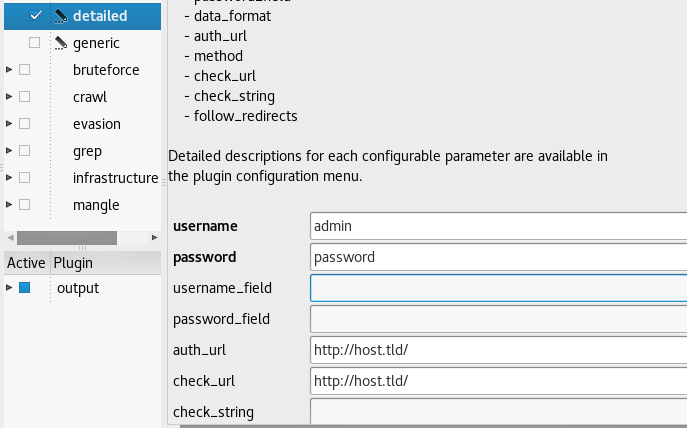 detailed
generic
bruteforce
crawl
evasion
grep
infrastructure
mangle
Active Plugin
output
- data_format
- auth_url
- method
- check_url
- check_string
- follow_redirects
Detailed descriptions for each configurable parameter are available in
the plugin configuration menu.
username admin
password password
username_field
password_field
auth_url http://host.tld/
check_url http://host.tld/
check_string